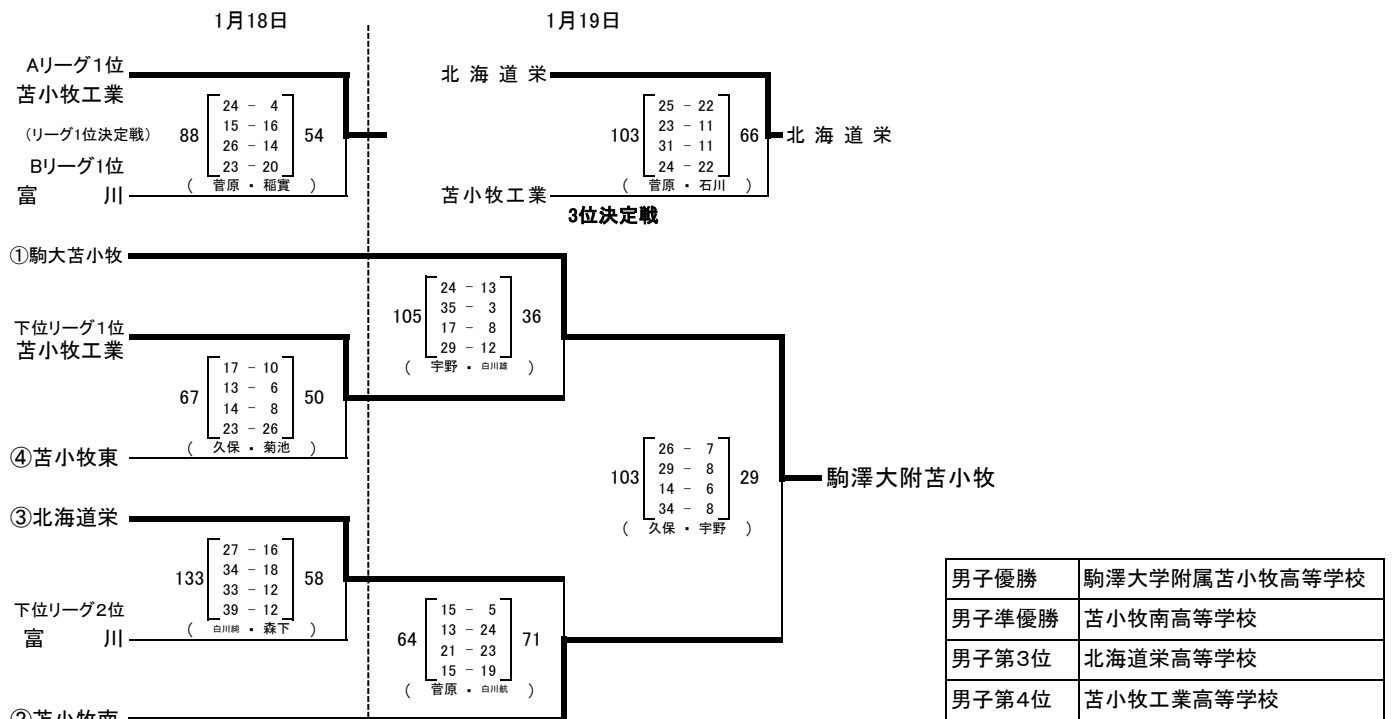 1月18日
1月19日
Aリーグ1位
苫小牧工業
(リーグ1位決定戦)
Bリーグ1位
富 川
88
24 - 4
15 - 16
26 - 14
23 - 20
54
( 菅原 ・ 稲實 )
北 海 道 栄
苫小牧工業
103
25 - 22
23 - 11
31 - 11
24 - 22
66
( 菅原 ・ 石川 )
北 海 道 栄
3位決定戦
①駒大苫小牧
下位リーグ1位
苫小牧工業
105
24 - 13
35 - 3
17 - 8
29 - 12
36
( 宇野 ・ 白川雄 )
67
17 - 10
13 - 6
14 - 8
23 - 26
50
( 久保 ・ 菊池 )
④苫小牧東
103
26 - 7
29 - 8
14 - 6
34 - 8
29
( 久保 ・ 宇野 )
駒澤大附苫小牧
③北海道栄
133
27 - 16
34 - 18
33 - 12
39 - 12
58
( 白川純 ・ 森下 )
下位リーグ2位
富 川
64
15 - 5
13 - 24
21 - 23
15 - 19
71
( 菅原 ・ 白川航 )
②苫小牧南
男子優勝 駒澤大学附属苫小牧高等学校
男子準優勝 苫小牧南高等学校
男子第3位 北海道栄高等学校
男子第4位 苫小牧工業高等学校